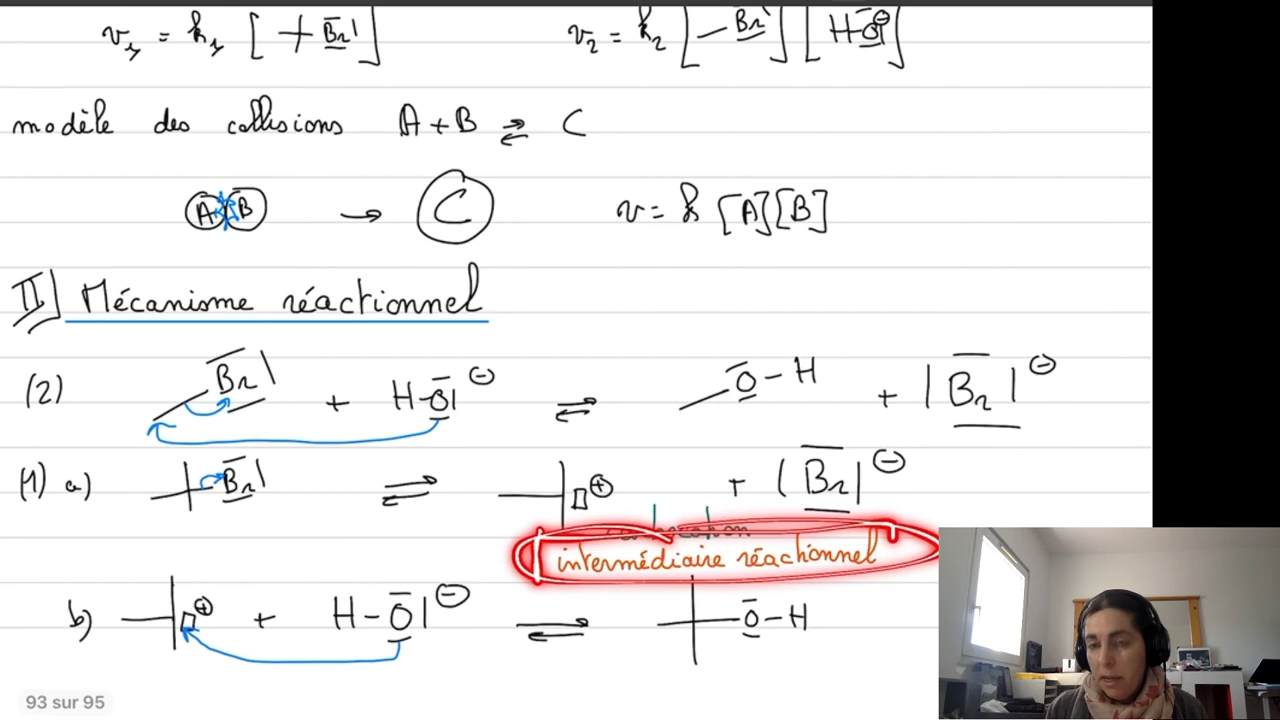 v₁ = k₁ [ Br ] v₂ = k₂ [ Br ] [ H-O⊖ ]
modèle des collisions A + B ⇌ C
A B → C v = k [A][B]
II] Mécanisme réactionnel
(2) Br + H-O⊖ ⇌ O-H + Br⊖
(1) a) Br ⇌ ⊕ + Br⊖
intermédiaire réactionnel
b) ⊕ + H-O⊖ ⇌ O-H
93 sur 95